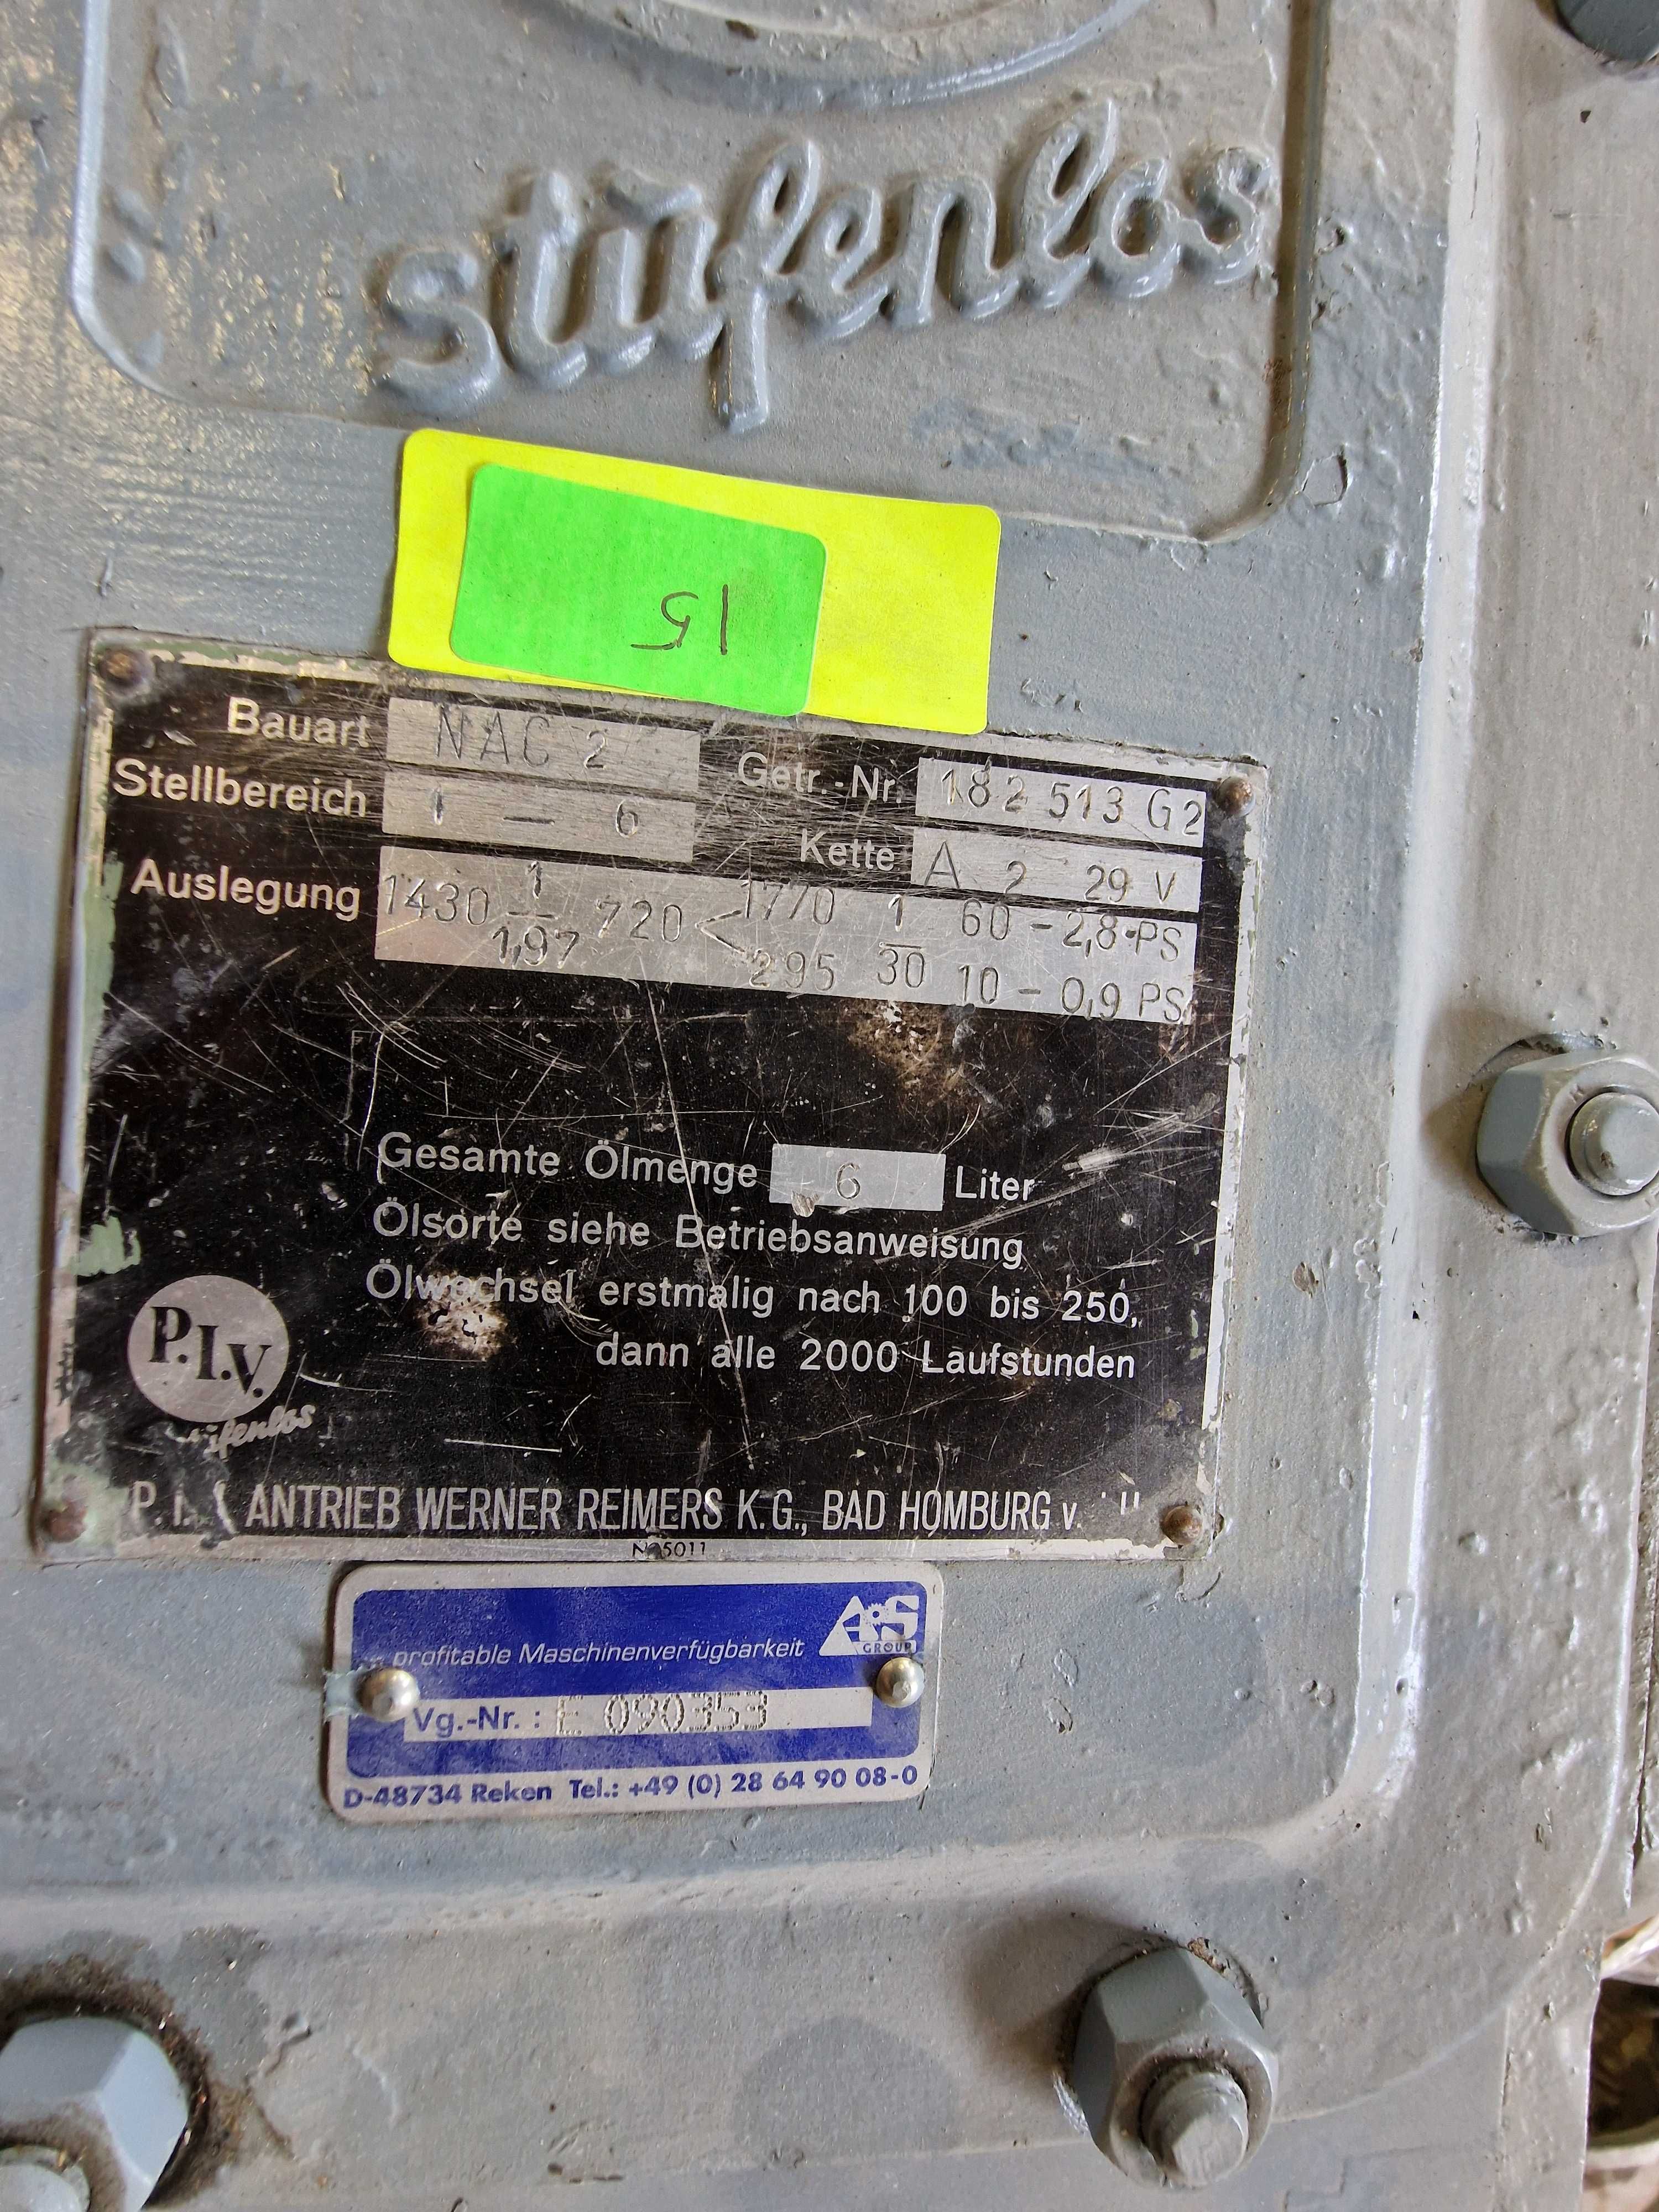 stufenlos
15
Bauart NAC 2
Getr.-Nr. 182 513 G2
Stellbereich 1 — 6
Kette A 2 29 V
Auslegung 1430 1/1,97 720 < 1770 1/30 60 - 2,8 PS
295 10 - 0,9 PS
Gesamte Ölmenge 6 Liter
Ölsorte siehe Betriebsanweisung
Ölwechsel erstmalig nach 100 bis 250,
dann alle 2000 Laufstunden
P.I.V.
P.I. ANTRIEB WERNER REIMERS K.G., BAD HOMBURG v.
5011
profitable Maschinenverfügbarkeit
AiS
GROUP
Vg.-Nr.: E 090353
D-48734 Reken Tel.: +49 (0) 28 64 90 08-0